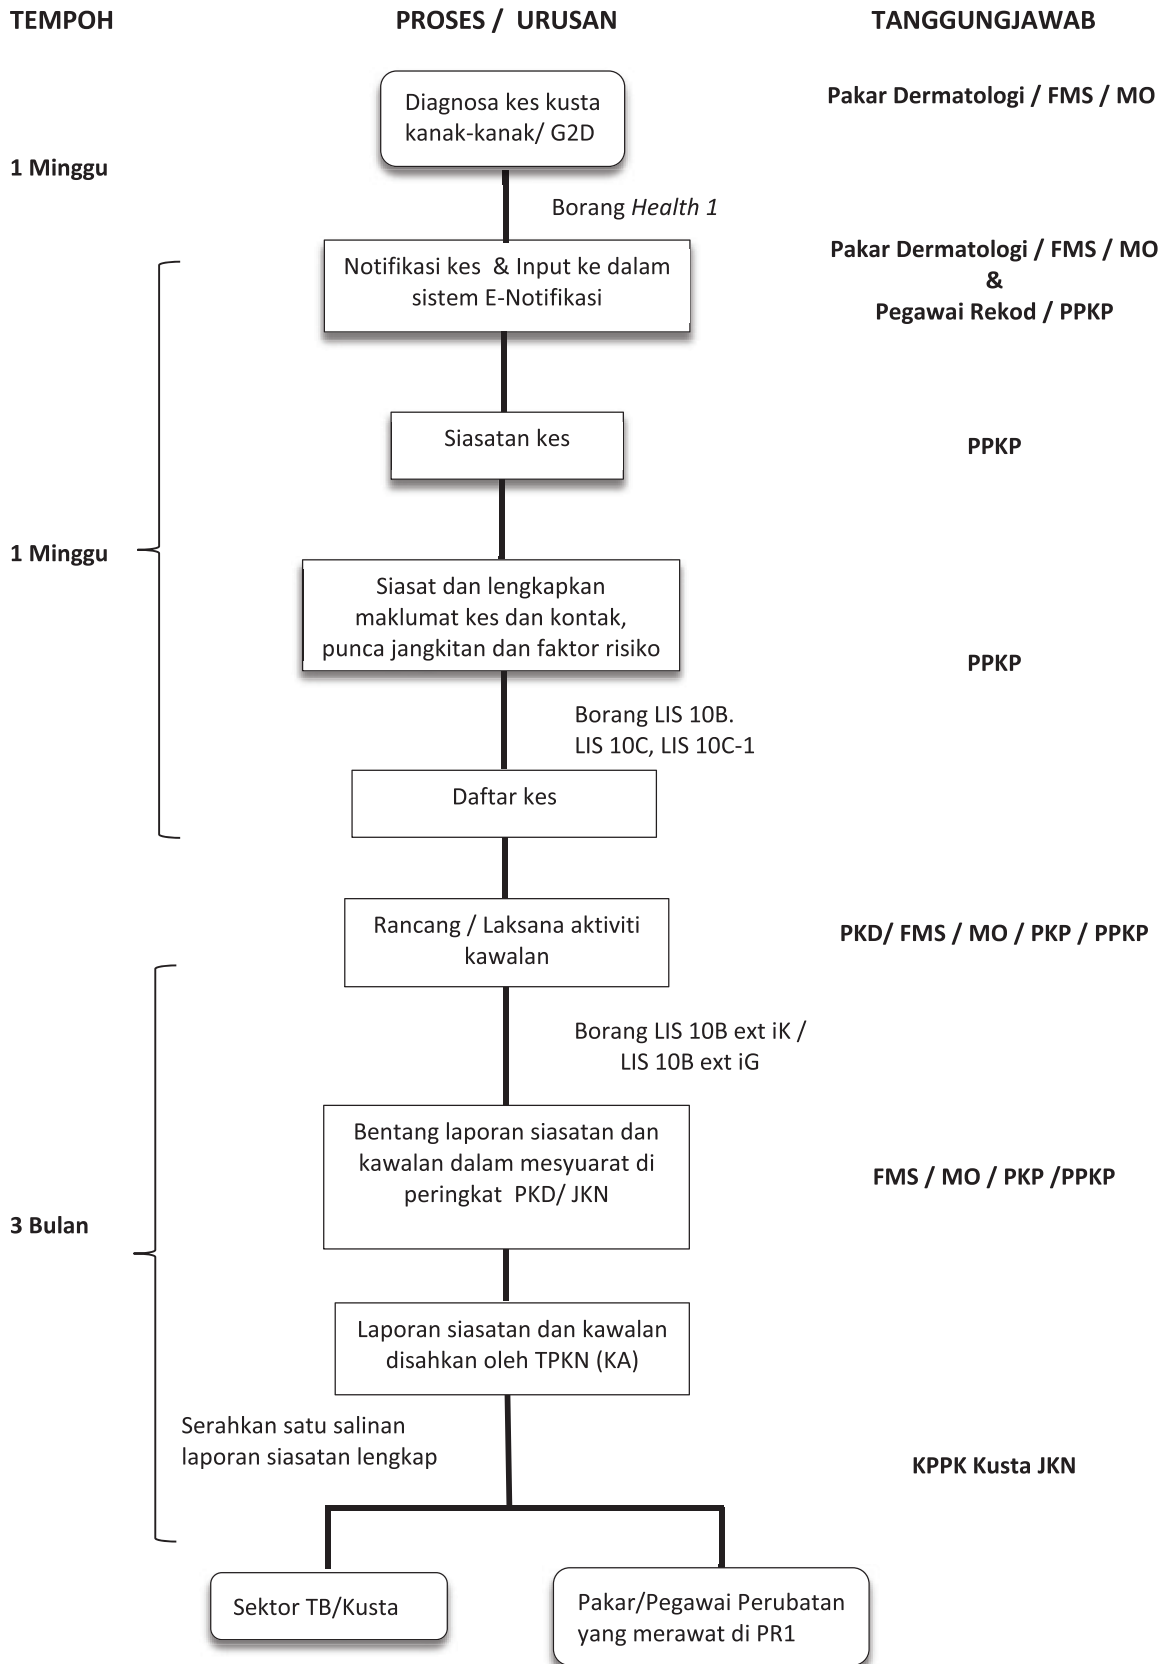 TEMPOH
PROSES / URUSAN
TANGGUNGJAWAB
Diagnosa kes kusta
kanak-kanak/ G2D
Pakar Dermatologi / FMS / MO
1 Minggu
Borang Health 1
Notifikasi kes & Input ke dalam
sistem E-Notifikasi
Pakar Dermatologi / FMS / MO
&
Pegawai Rekod / PPKP
Siasatan kes
PPKP
1 Minggu
Siasat dan lengkapkan
maklumat kes dan kontak,
punca jangkitan dan faktor risiko
PPKP
Borang LIS 10B.
LIS 10C, LIS 10C-1
Daftar kes
Rancang / Laksana aktiviti
kawalan
PKD/ FMS / MO / PKP / PPKP
Borang LIS 10B ext iK /
LIS 10B ext iG
Bentang laporan siasatan dan
kawalan dalam mesyuarat di
peringkat PKD/ JKN
FMS / MO / PKP /PPKP
3 Bulan
Laporan siasatan dan kawalan
disahkan oleh TPKN (KA)
Serahkan satu salinan
laporan siasatan lengkap
KPPK Kusta JKN
Sektor TB/Kusta
Pakar/Pegawai Perubatan
yang merawat di PR1